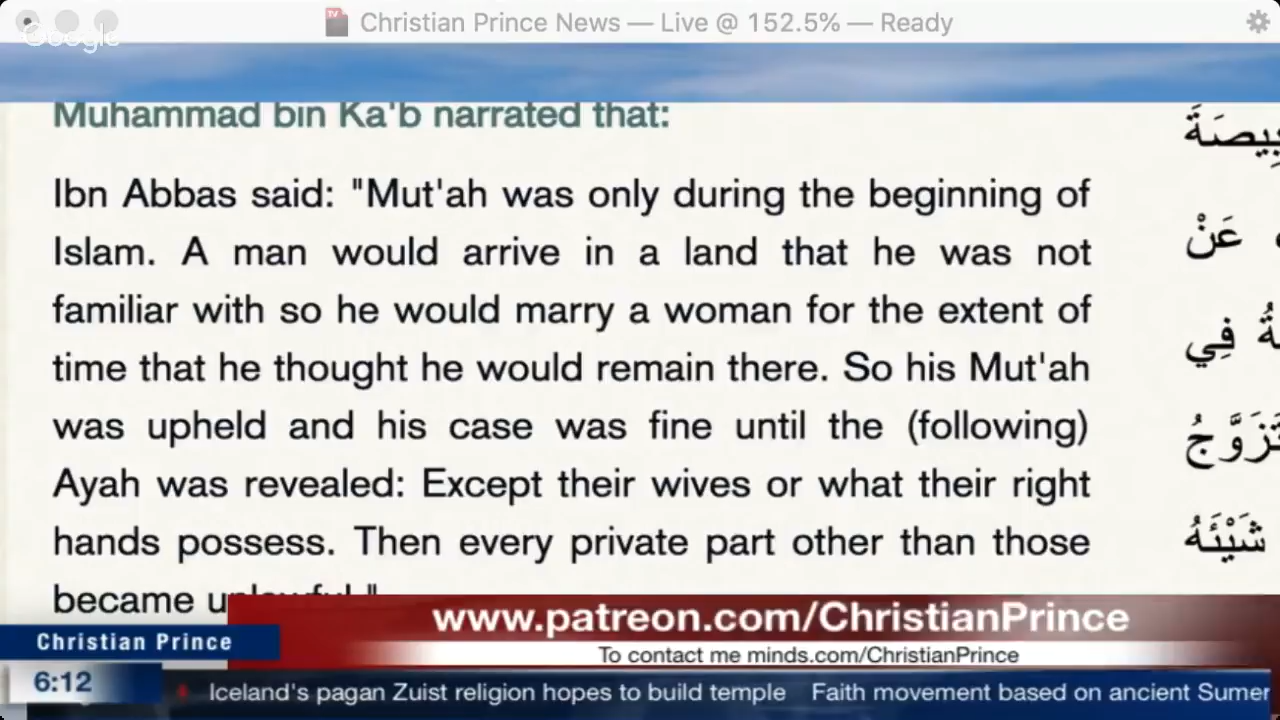 Christian Prince News — Live @ 152.5% — Ready
Google
Muhammad bin Ka'b narrated that:
Ibn Abbas said: "Mut'ah was only during the beginning of
Islam. A man would arrive in a land that he was not
familiar with so he would marry a woman for the extent of
time that he thought he would remain there. So his Mut'ah
was upheld and his case was fine until the (following)
Ayah was revealed: Except their wives or what their right
hands possess. Then every private part other than those
became unlawful."
عَنْ
فِي
شَيْئَهُ
www.patreon.com/ChristianPrince
To contact me minds.com/ChristianPrince
Christian Prince
6:12
Iceland's pagan Zuist religion hopes to build temple Faith movement based on ancient Sumer